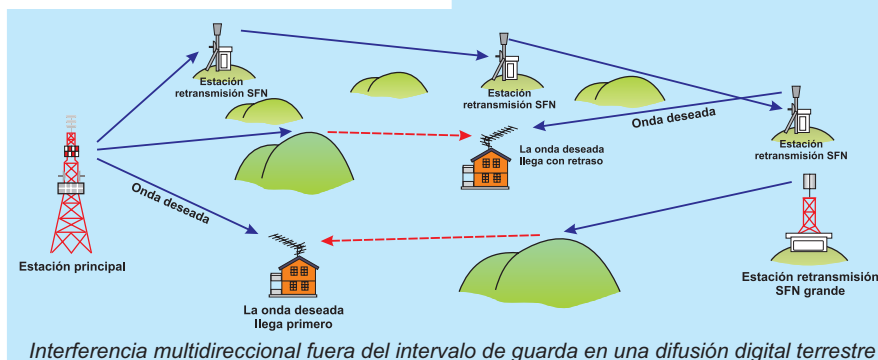 Estación
retransmisión SFN
Estación
retransmisión SFN
Onda deseada
Estación
retransmisión SFN
La onda deseada
llega con retraso
Onda deseada
Estación principal
La onda deseada
llega primero
Estación retransmisión
SFN grande
Interferencia multidireccional fuera del intervalo de guarda en una difusión digital terrestre